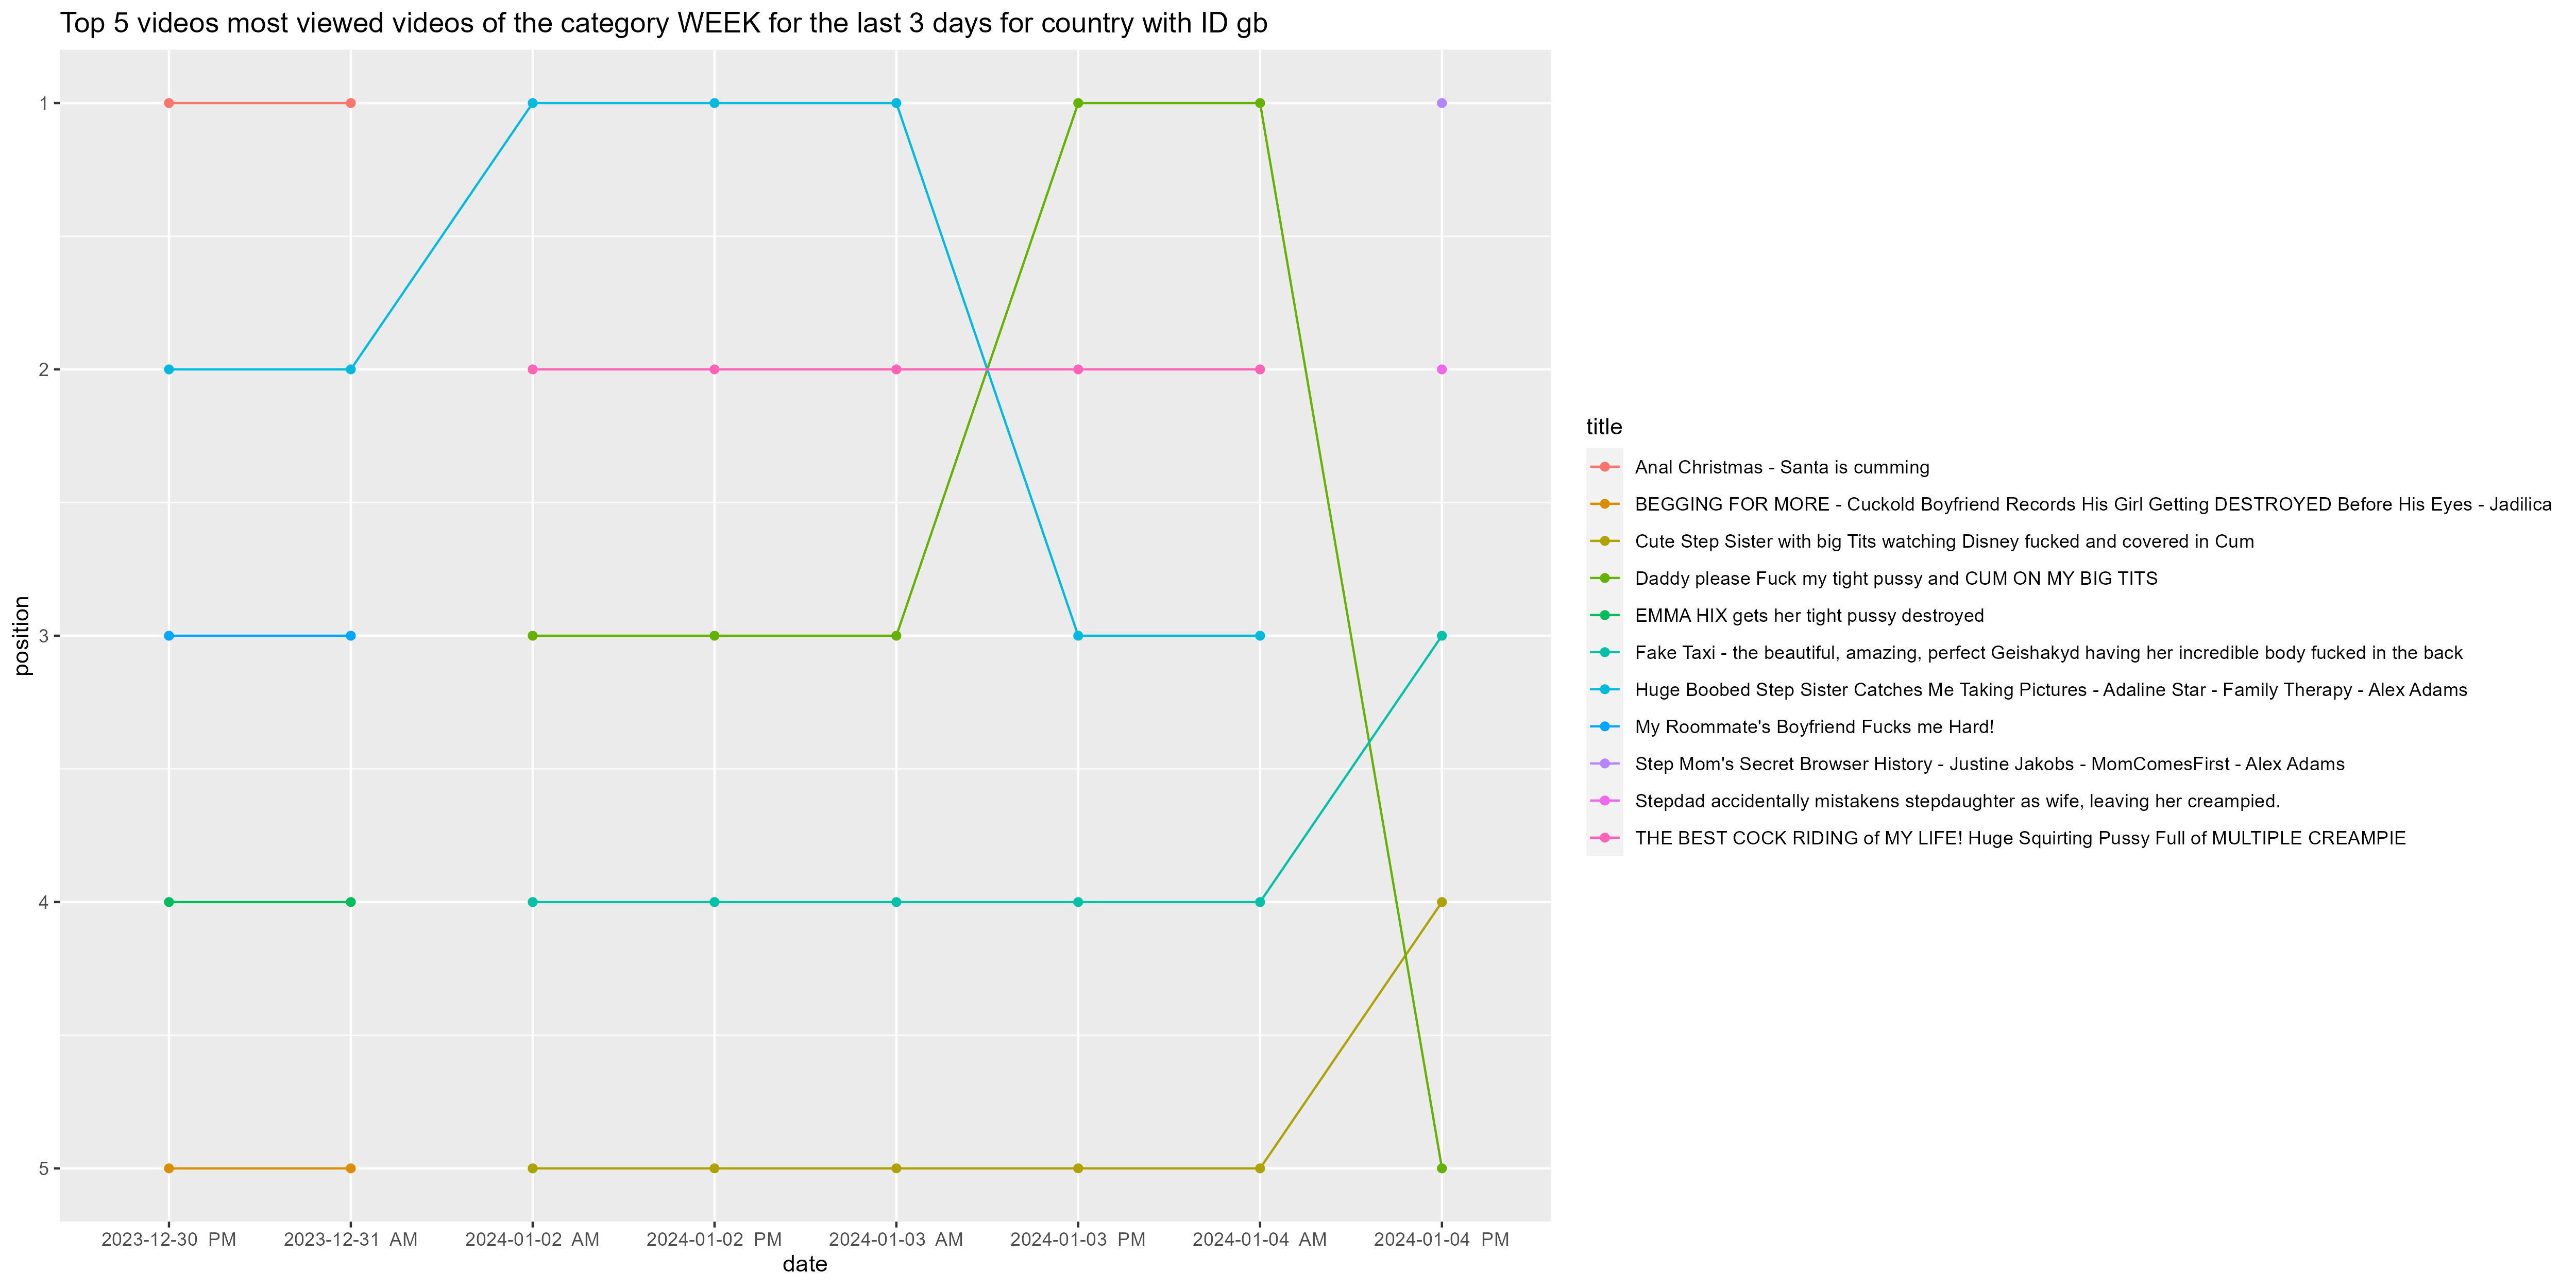 Top 5 videos most viewed videos of the category WEEK for the last 3 days for country with ID gb
position
1
2
3
4
5
2023-12-30 PM
2023-12-31 AM
2024-01-02 AM
2024-01-02 PM
2024-01-03 AM
2024-01-03 PM
2024-01-04 AM
2024-01-04 PM
date
title
Anal Christmas - Santa is cumming
BEGGING FOR MORE - Cuckold Boyfriend Records His Girl Getting DESTROYED Before His Eyes - Jadilica
Cute Step Sister with big Tits watching Disney fucked and covered in Cum
Daddy please Fuck my tight pussy and CUM ON MY BIG TITS
EMMA HIX gets her tight pussy destroyed
Fake Taxi - the beautiful, amazing, perfect Geishakyd having her incredible body fucked in the back
Huge Boobed Step Sister Catches Me Taking Pictures - Adaline Star - Family Therapy - Alex Adams
My Roommate's Boyfriend Fucks me Hard!
Step Mom's Secret Browser History - Justine Jakobs - MomComesFirst - Alex Adams
Stepdad accidentally mistakens stepdaughter as wife, leaving her creampied.
THE BEST COCK RIDING of MY LIFE! Huge Squirting Pussy Full of MULTIPLE CREAMPIE